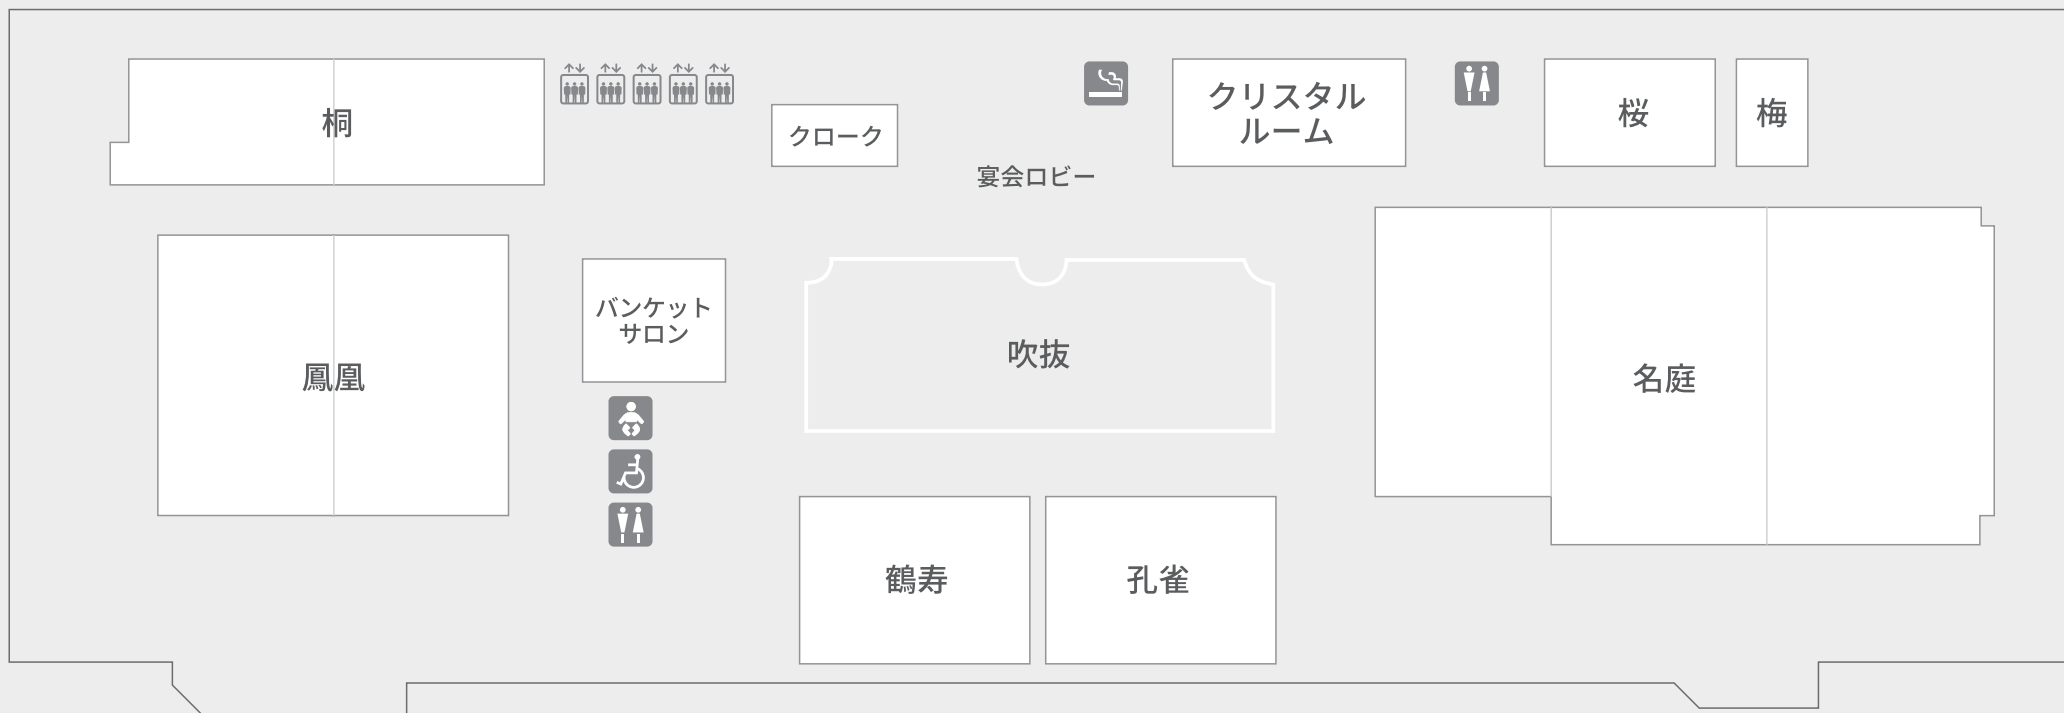 桐
クローク
クリスタル
ルーム
桜
梅
宴会ロビー
バンケット
サロン
吹抜
鳳凰
名庭
鶴寿
孔雀